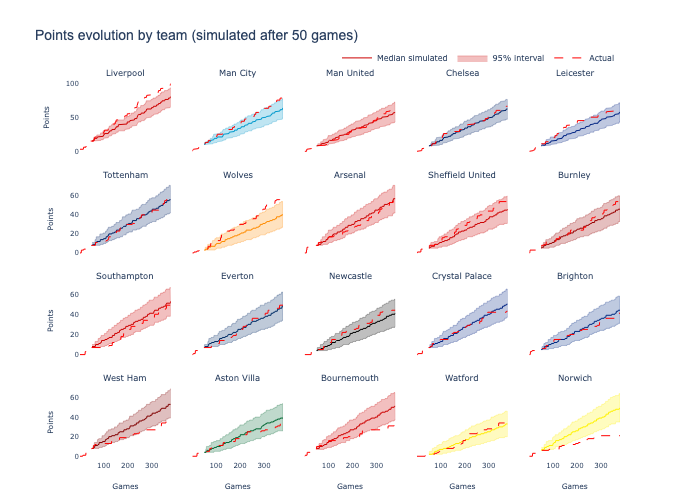 Points evolution by team (simulated after 50 games)
Median simulated 95% interval Actual
Liverpool Man City Man United Chelsea Leicester
100
50
0
Points
Tottenham Wolves Arsenal Sheffield United Burnley
60
40
20
0
Points
Southampton Everton Newcastle Crystal Palace Brighton
60
40
20
0
Points
West Ham Aston Villa Bournemouth Watford Norwich
60
40
20
0
Points
100 200 300 100 200 300 100 200 300 100 200 300 100 200 300
Games Games Games Games Games